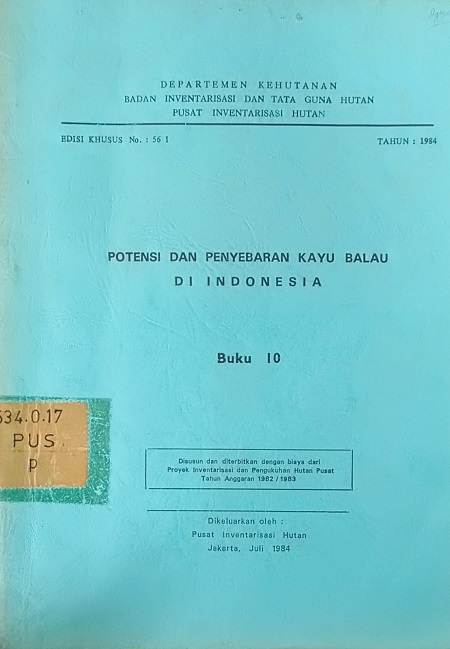 DEPARTEMEN KEHUTANAN
BADAN INVENTARISASI DAN TATA GUNA HUTAN
PUSAT INVENTARISASI HUTAN
EDISI KHUSUS No. : 56 I TAHUN : 1984
POTENSI DAN PENYEBARAN KAYU BALAU
DI INDONESIA
Buku 10
634.0.17
PUS
p
Disusun dan diterbitkan dengan biaya dari
Proyek Inventarisasi dan Pengukuhan Hutan Pusat
Tahun Anggaran 1982 / 1983
Dikeluarkan oleh :
Pusat Inventarisasi Hutan
Jakarta, Juli 1984